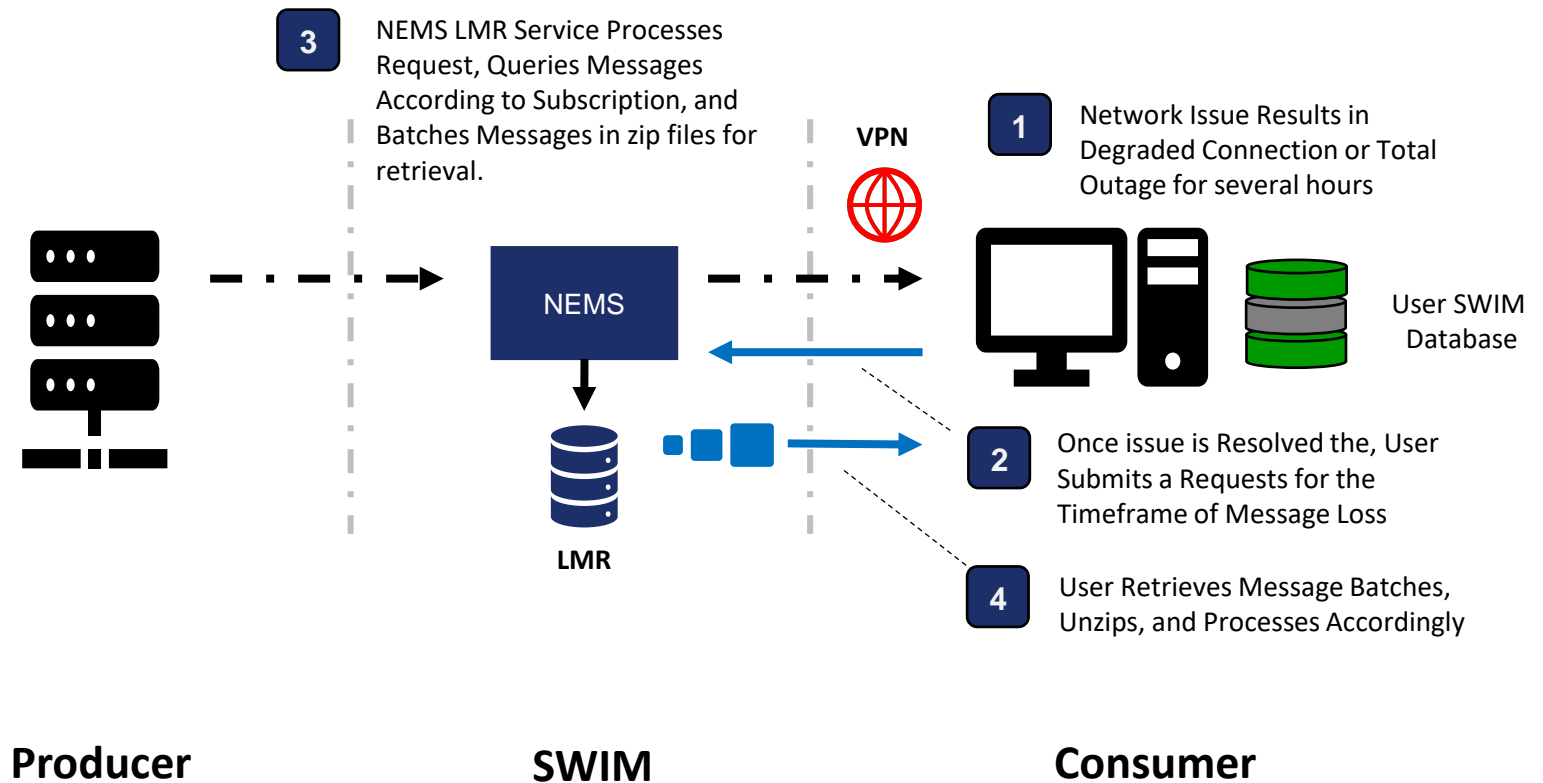 3
NEMS LMR Service Processes
Request, Queries Messages
According to Subscription, and
Batches Messages in zip files for
retrieval.
VPN
1
Network Issue Results in
Degraded Connection or Total
Outage for several hours
NEMS
User SWIM
Database
2
Once issue is Resolved the, User
Submits a Requests for the
Timeframe of Message Loss
LMR
4
User Retrieves Message Batches,
Unzips, and Processes Accordingly
Producer
SWIM
Consumer